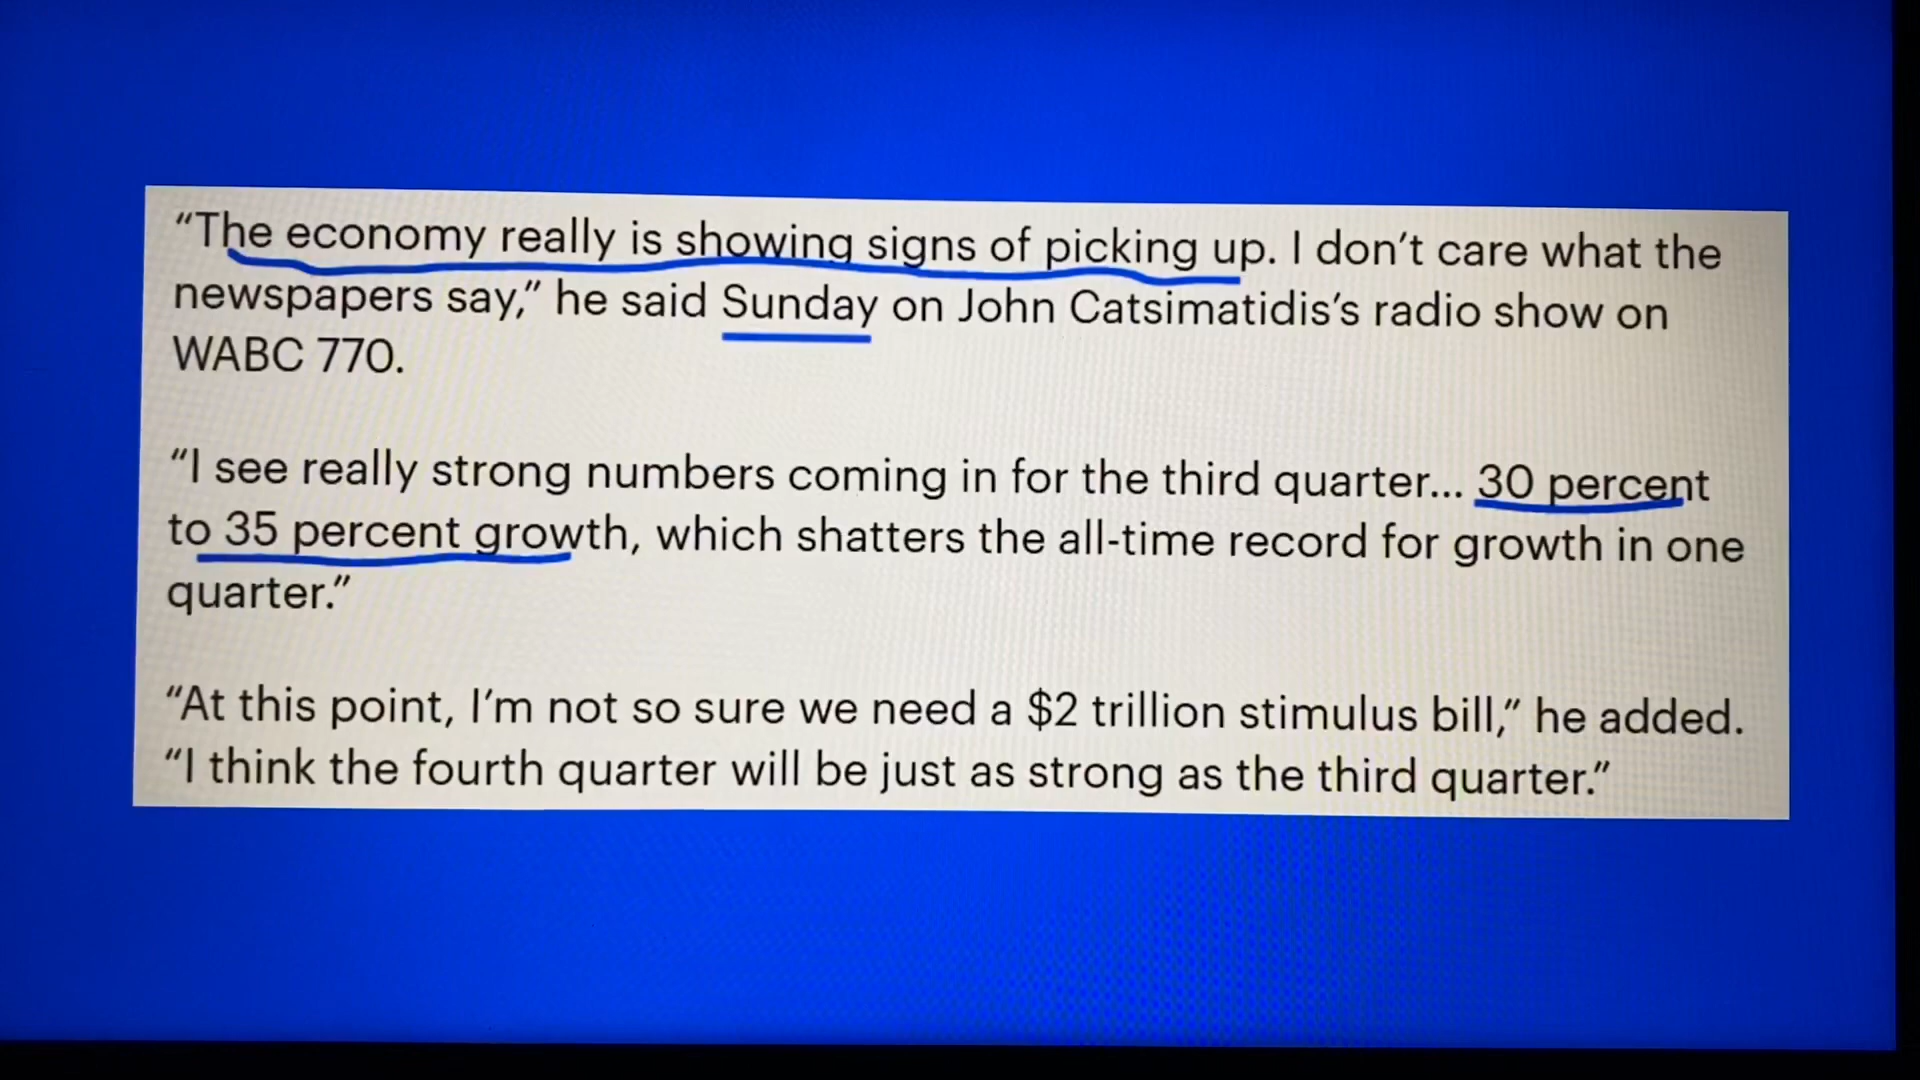 “The economy really is showing signs of picking up. I don’t care what the
newspapers say,” he said Sunday on John Catsimatidis’s radio show on
WABC 770.
“I see really strong numbers coming in for the third quarter... 30 percent
to 35 percent growth, which shatters the all-time record for growth in one
quarter.”
“At this point, I’m not so sure we need a $2 trillion stimulus bill,” he added.
“I think the fourth quarter will be just as strong as the third quarter.”